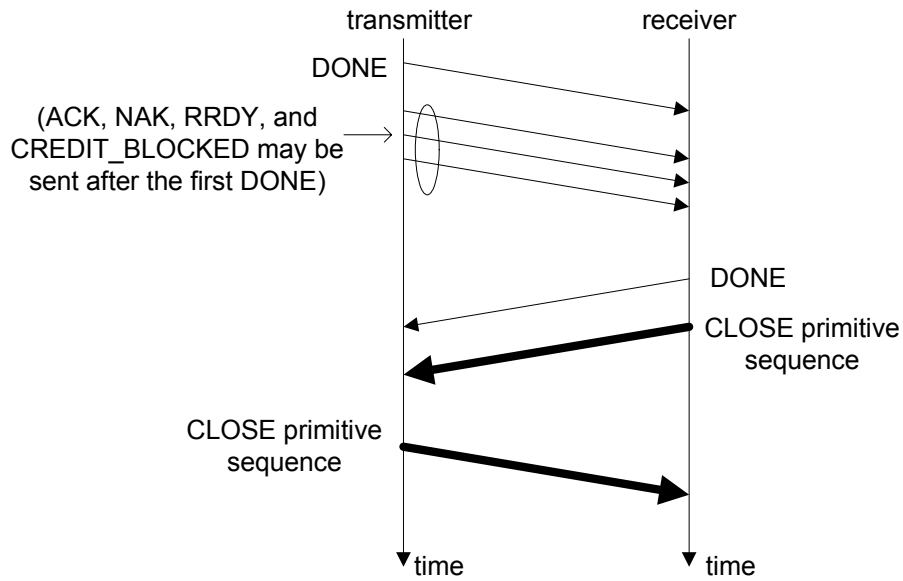 transmitter
receiver
DONE
(ACK, NAK, RRDY, and
CREDIT_BLOCKED may be
sent after the first DONE)
DONE
CLOSE primitive
sequence
CLOSE primitive
sequence
time
time